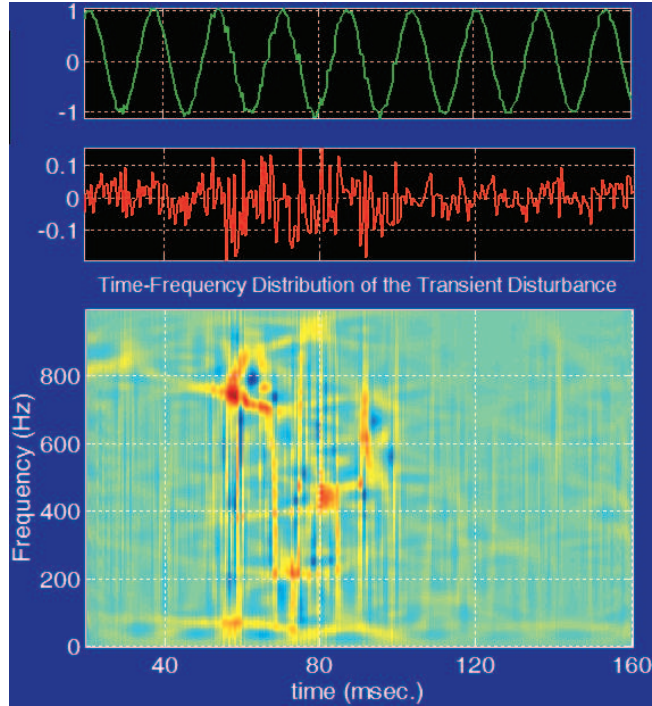 1
0
-1
0.1
0
-0.1
Time-Frequency Distribution of the Transient Disturbance
Frequency (Hz)
800
600
400
200
0
40 80 120 160
time (msec.)